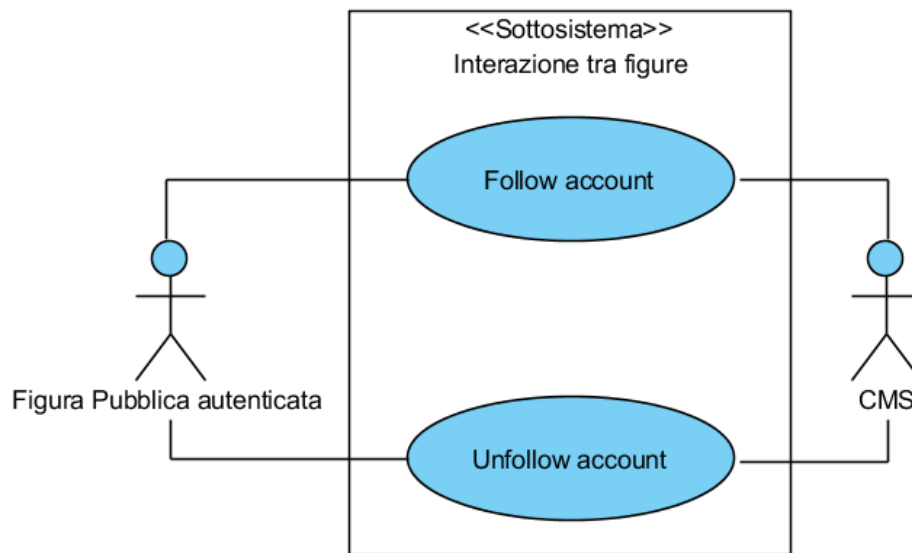 <<Sottosistema>>
Interazione tra figure
Follow account
Figura Pubblica autenticata
CMS
Unfollow account